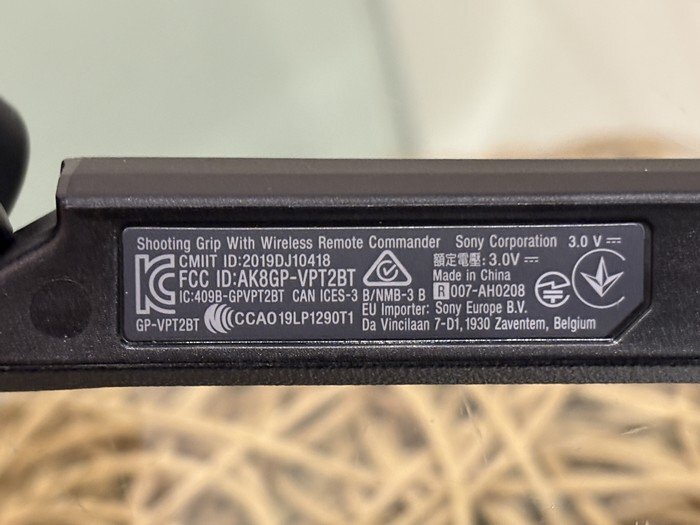 Shooting Grip With Wireless Remote Commander Sony Corporation 3.0 V
CMIIT ID:2019DJ10418
FCC ID:AK8GP-VPT2BT
IC:409B-GPVPT2BT CAN ICES-3 B/NMB-3 B
GP-VPT2BT CCAO19LP1290T1
額定電壓:3.0V
Made in China
R 007-AH0208
EU Importer: Sony Europe B.V.
Da Vincilaan 7-D1, 1930 Zaventem, Belgium